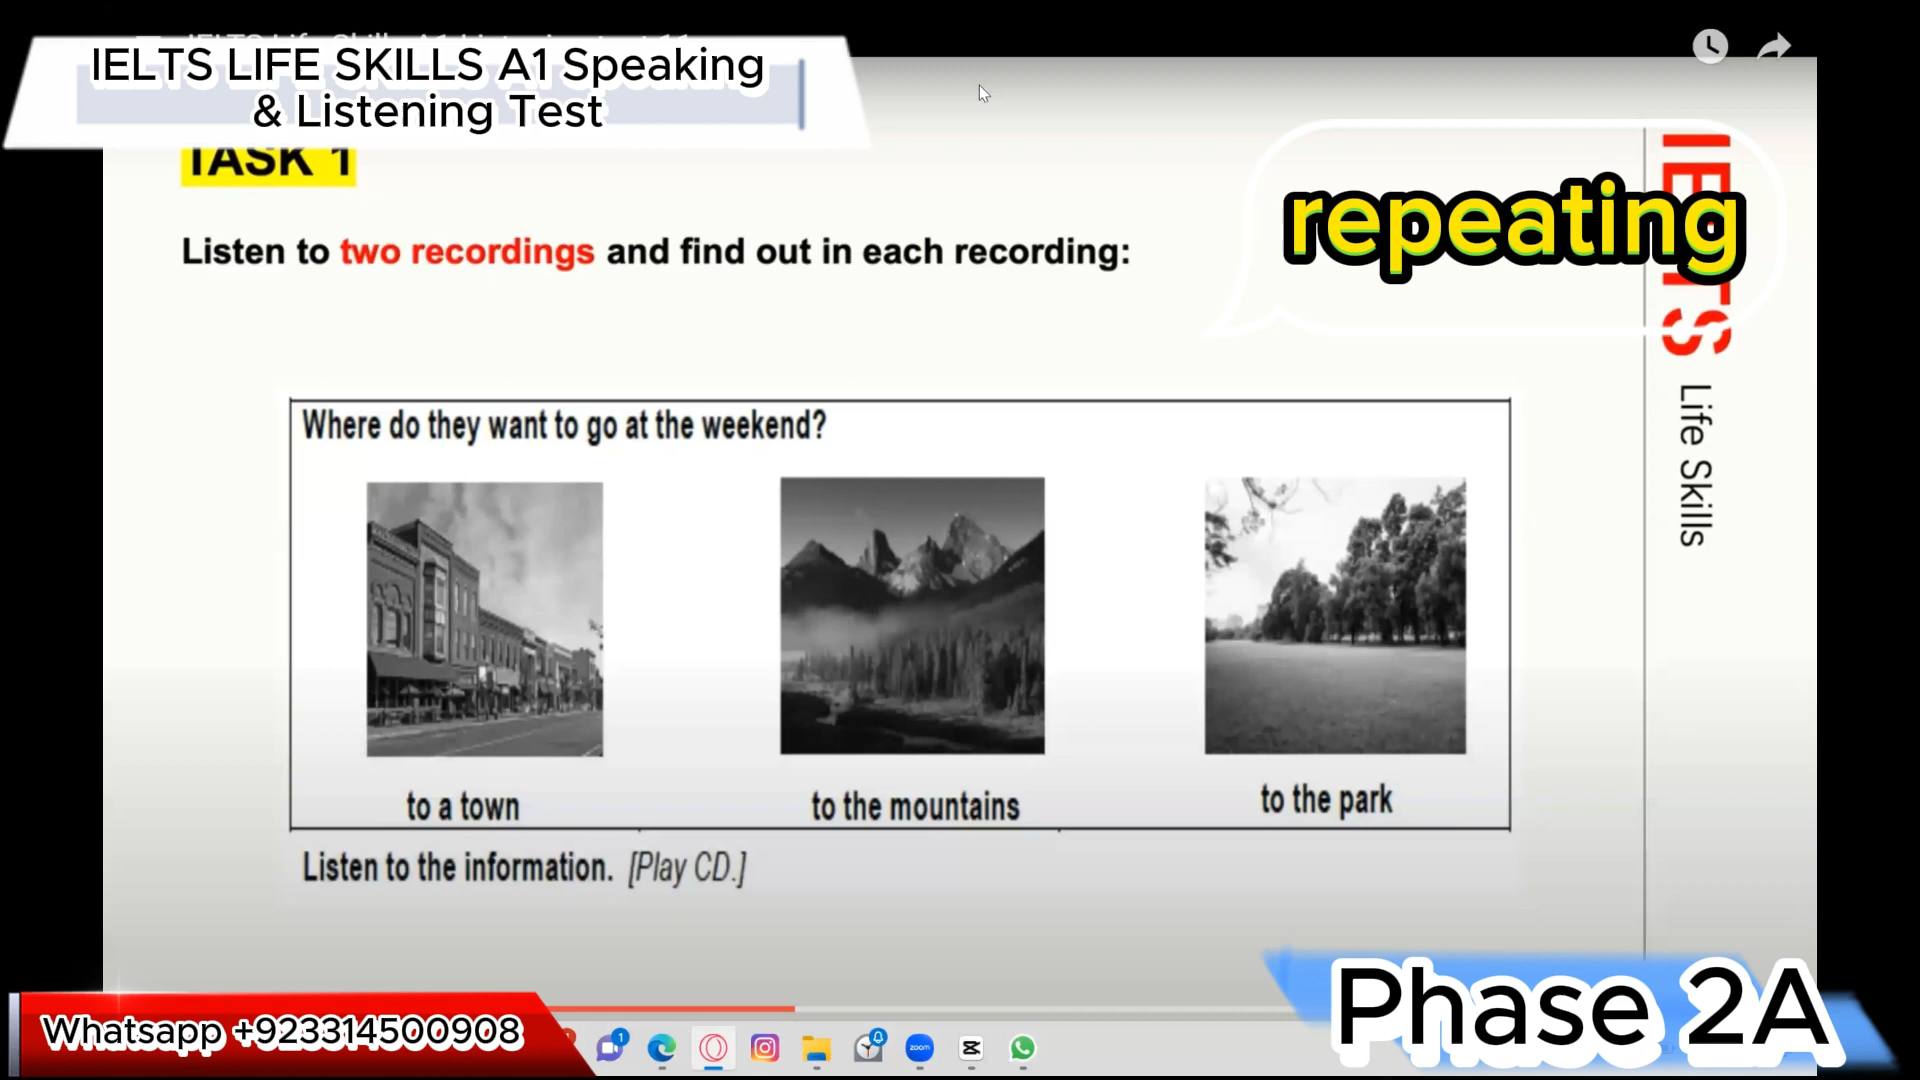 IELTS LIFE SKILLS A1 Speaking
& Listening Test
TASK 1
repeating
Listen to two recordings and find out in each recording:
IELTS Life Skills
Where do they want to go at the weekend?
to a town
to the mountains
to the park
Listen to the information. [Play CD.]
Phase 2A
Whatsapp +923314500908
1
zoom